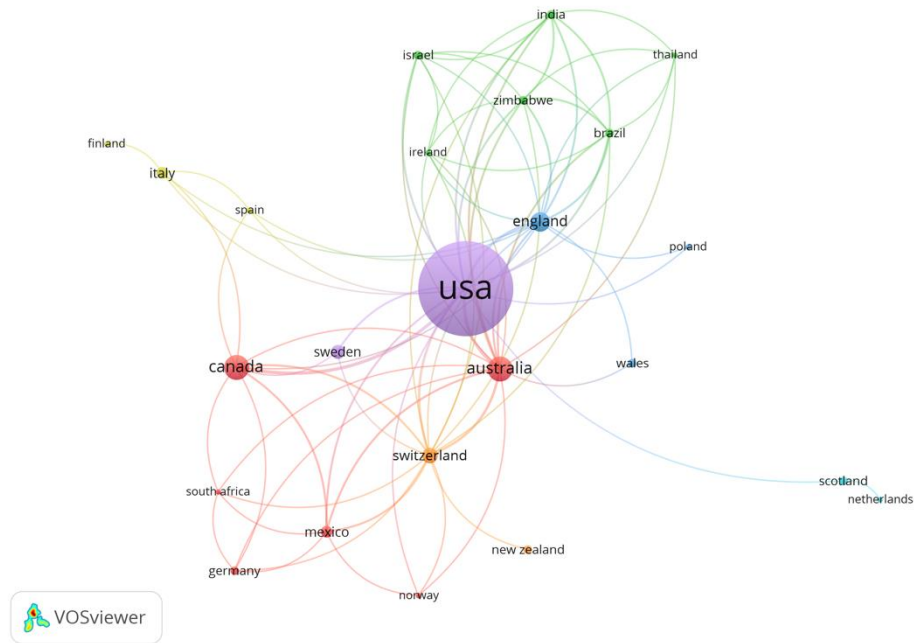 india
israel
thailand
zimbabwe
brazil
finland
ireland
italy
spain
england
poland
usa
sweden
wales
canada
australia
switzerland
scotland
south africa
netherlands
mexico
new zealand
germany
norway
VOSviewer